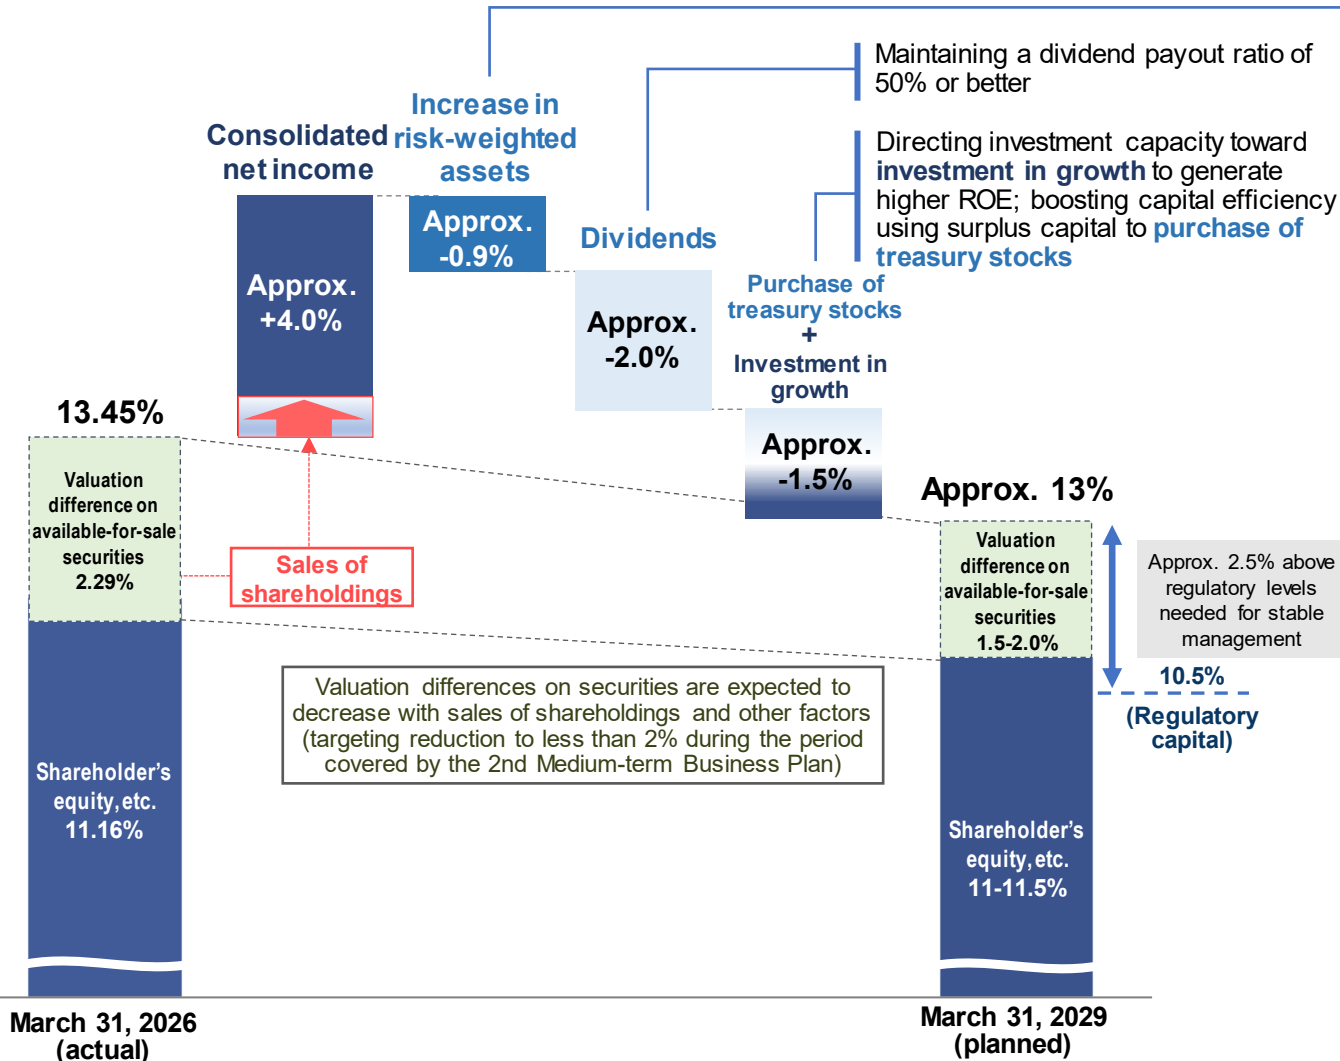 Maintaining a dividend payout ratio of
50% or better
Increase in
risk-weighted
assets
Consolidated
net income
Directing investment capacity toward
investment in growth to generate
higher ROE; boosting capital efficiency
using surplus capital to purchase of
treasury stocks
Approx.
-0.9%
Dividends
Approx.
+4.0%
Purchase of
treasury stocks
+
Investment in
growth
Approx.
-2.0%
13.45%
Approx.
-1.5%
Valuation
difference on
available-for-sale
securities
2.29%
Approx. 13%
Sales of
shareholdings
Valuation
difference on
available-for-sale
securities
1.5-2.0%
Approx. 2.5% above
regulatory levels
needed for stable
management
10.5%
(Regulatory
capital)
Valuation differences on securities are expected to
decrease with sales of shareholdings and other factors
(targeting reduction to less than 2% during the period
covered by the 2nd Medium-term Business Plan)
Shareholder’s
equity, etc.
11.16%
Shareholder’s
equity, etc.
11-11.5%
March 31, 2026
(actual)
March 31, 2029
(planned)